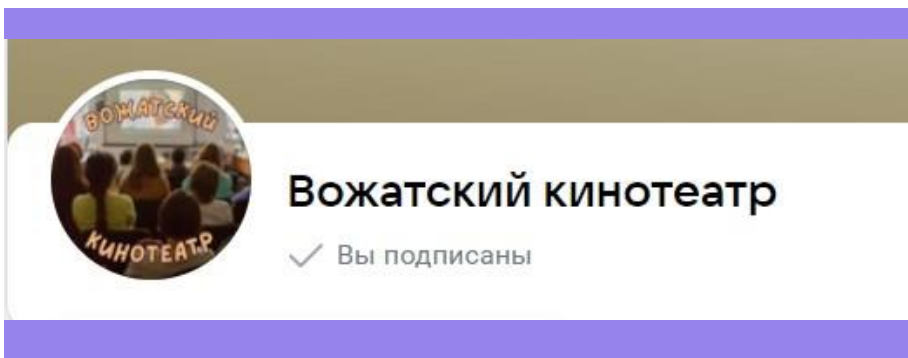 ВОЖАТСКИЙ
КИНОТЕАТР
Вожатский кинотеатр
Вы подписаны